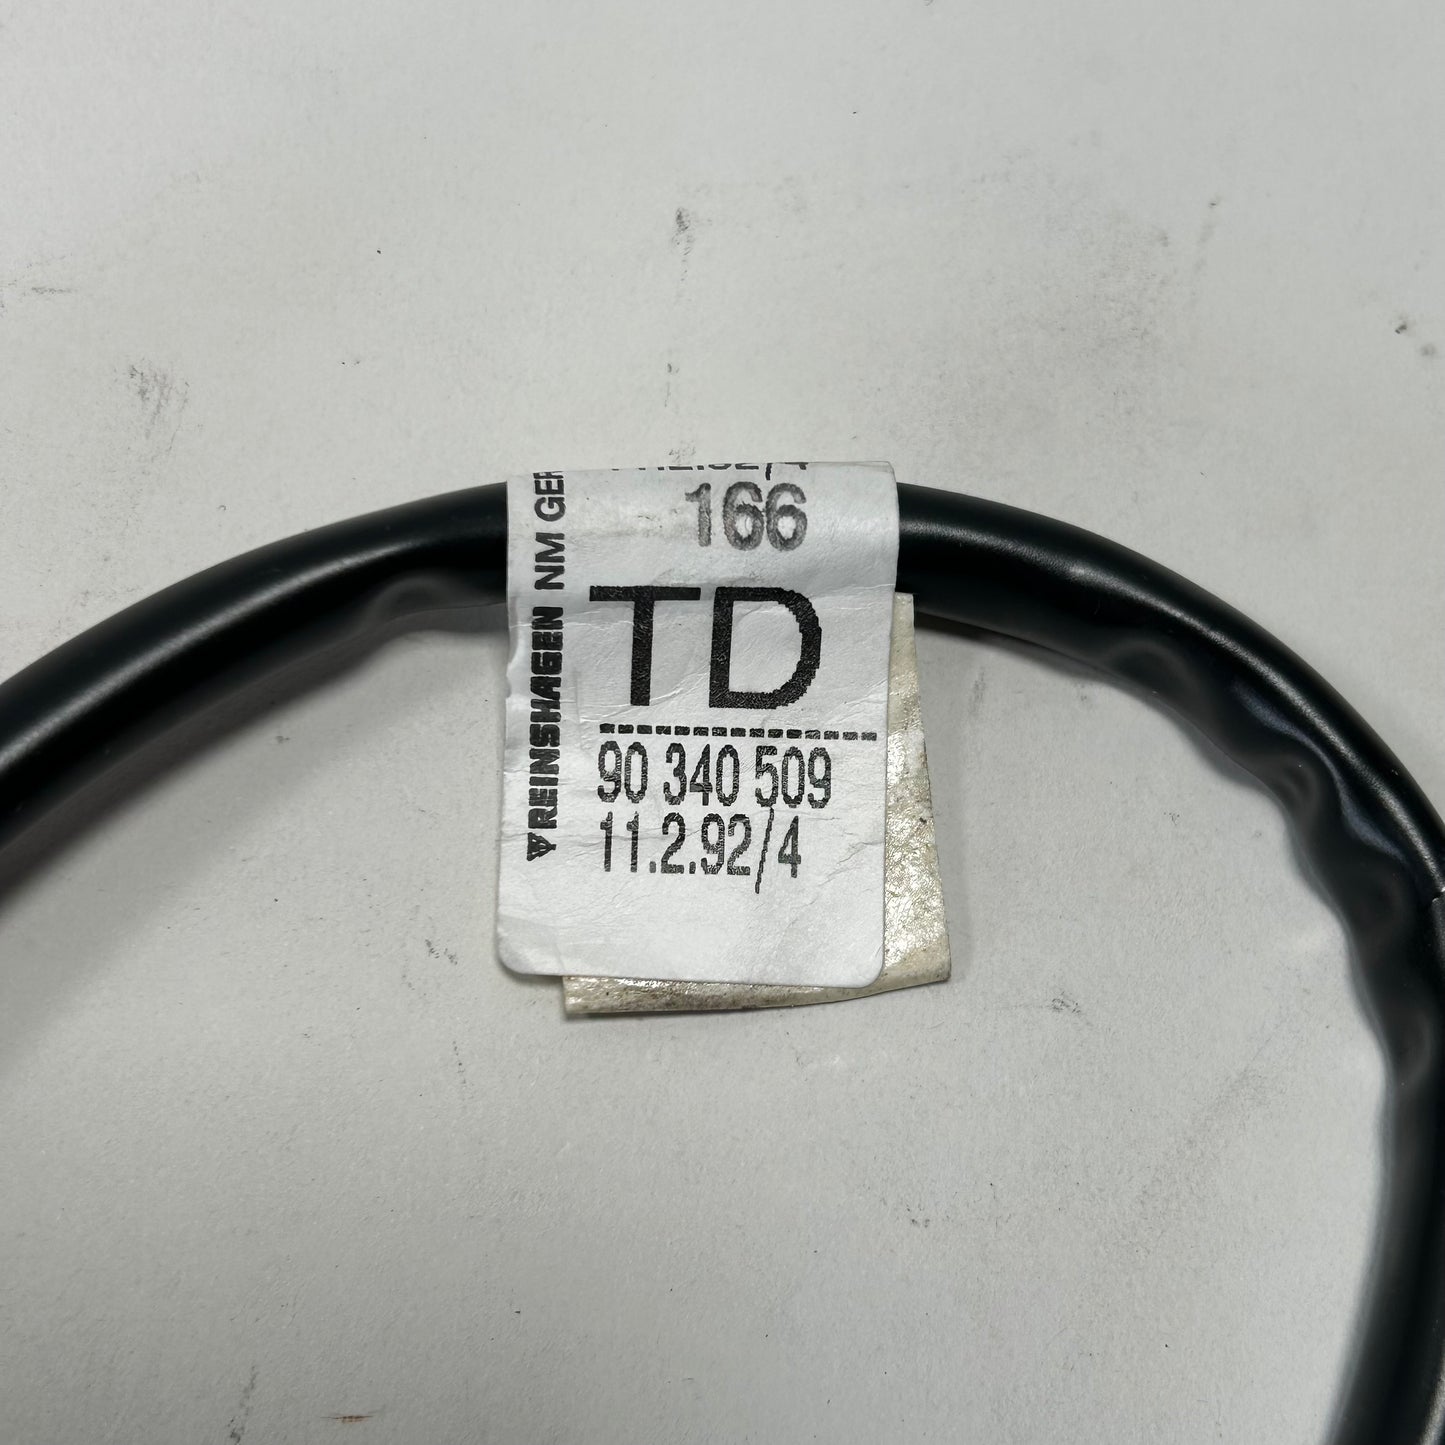 166
TD
90 340 509
11.2.92/4
REINSHAGEN NM GER